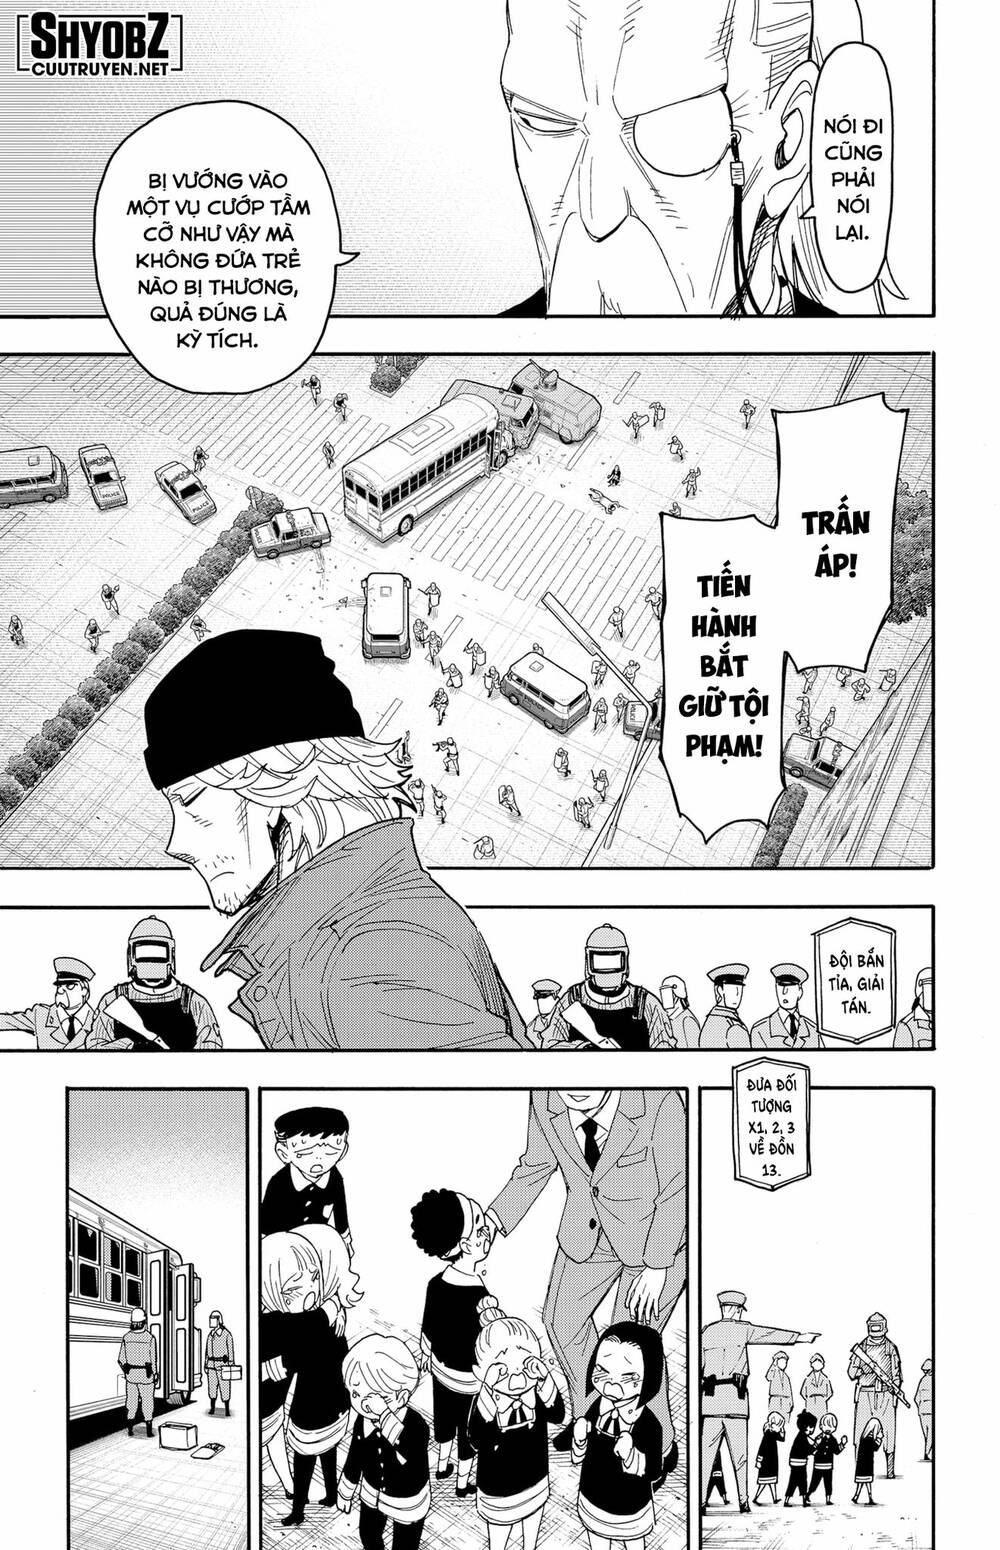 SHYOBZ
CUUTRUYEN.NET
NÓI ĐI
CŨNG
PHẢI
NÓI
LẠI.
BỊ VƯỚNG VÀO
MỘT VỤ CƯỚP TẦM
CỠ NHƯ VẬY MÀ
KHÔNG ĐỨA TRẺ
NÀO BỊ THƯƠNG,
QUẢ ĐÚNG LÀ
KỲ TÍCH.
TRẤN
ÁP!
TIẾN
HÀNH
BẮT
GIỮ TỘI
PHẠM!
ĐỘI BẮN
TỈA, GIẢI
TÁN.
ĐƯA ĐỐI
TƯỢNG
X1, 2, 3
VỀ ĐỒN
13.